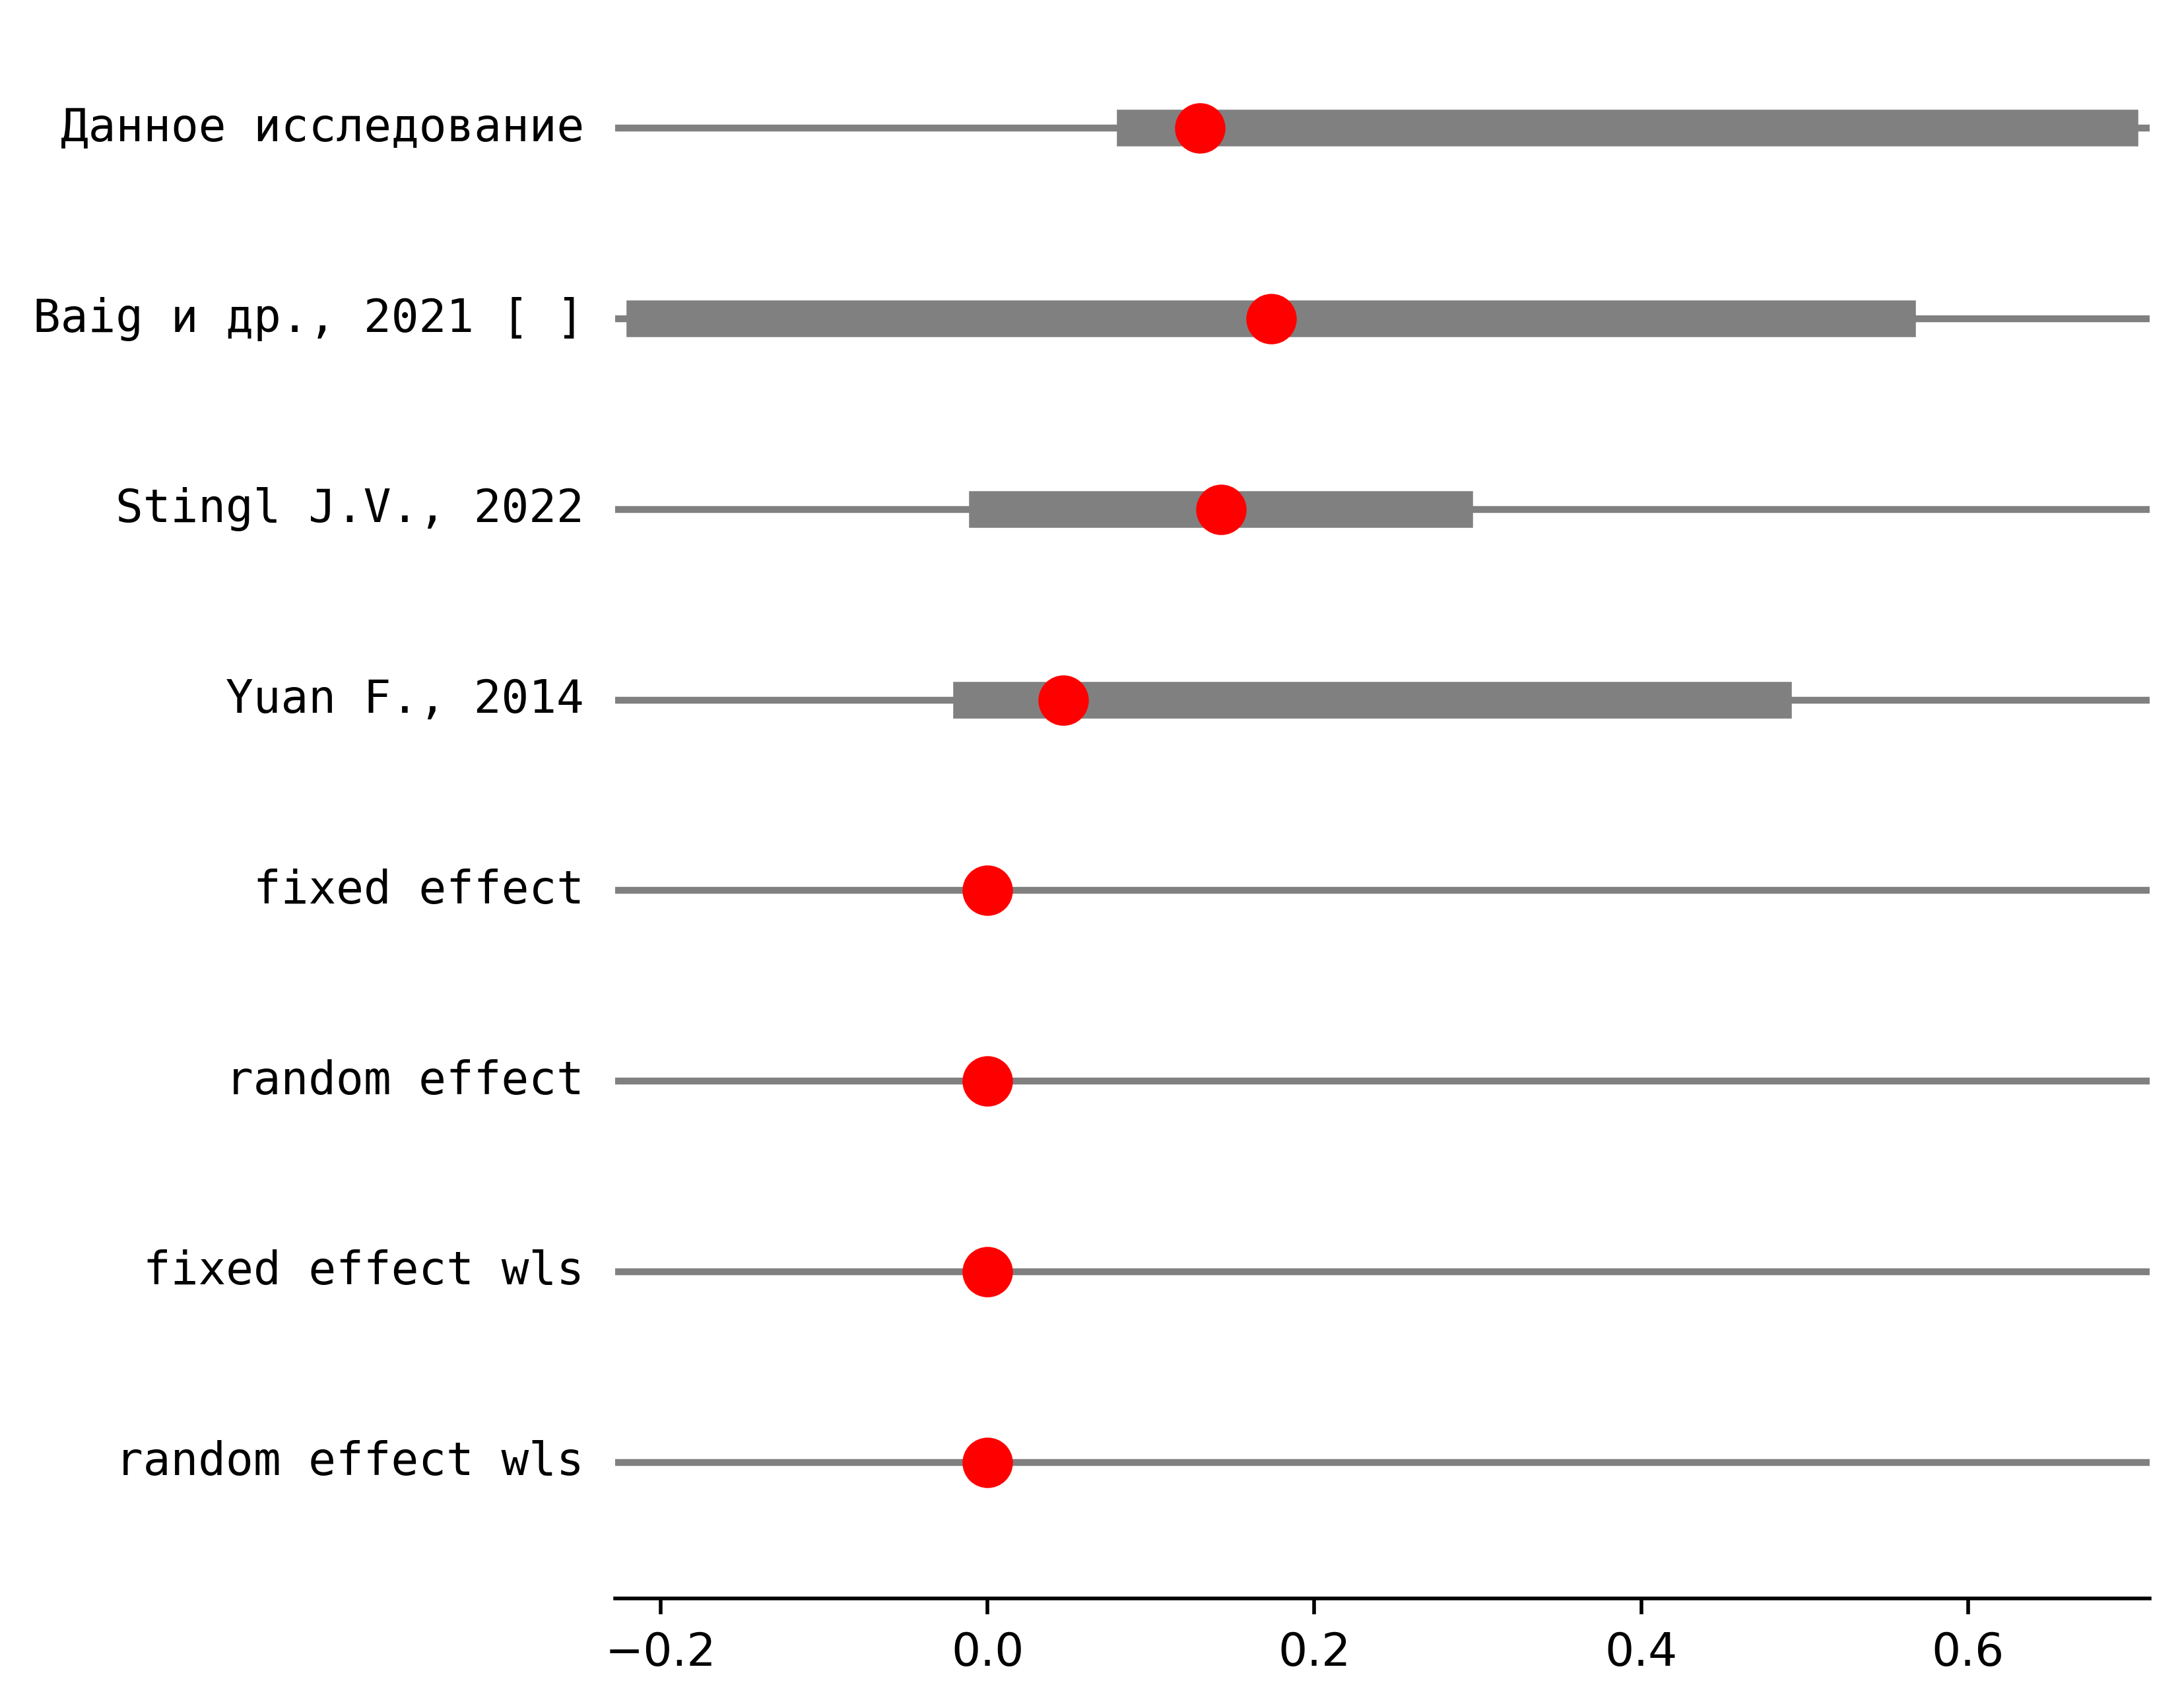 Данное исследование
Baig и др., 2021 [ ]
Stingl J.V., 2022
Yuan F., 2014
fixed effect
random effect
fixed effect wls
random effect wls
−0.2 0.0 0.2 0.4 0.6